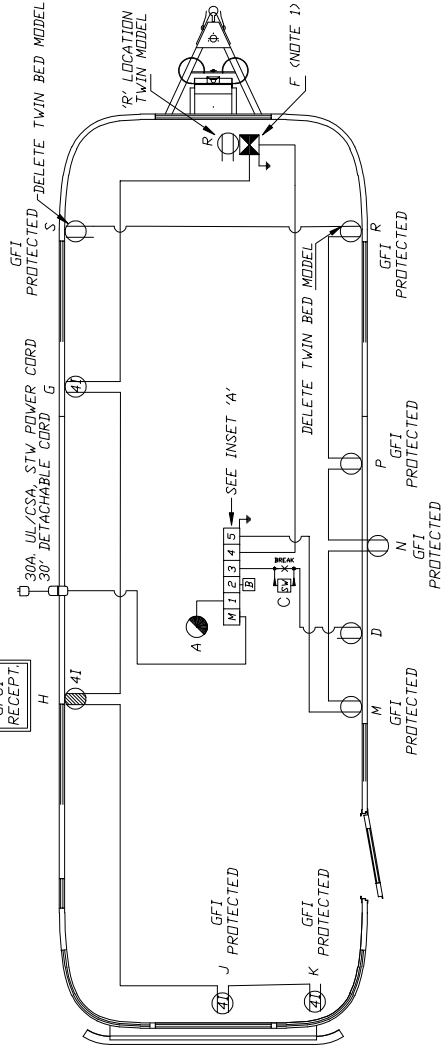 GFCI
RECEPT.
H
4I
30A. UL/CSA, STW POWER CORD
30' DETACHABLE CORD
G
4I
GFI
PROTECTED
S
DELETE TWIN BED MODEL
'R' LOCATION
TWIN MODEL
R
F (NOTE 1)
J
4I
GFI
PROTECTED
K
4I
GFI
PROTECTED
A
M 1 2 3 4 5
SEE INSET 'A'
B
C
SW
BREAK
DELETE TWIN BED MODEL
M
GFI
PROTECTED
D
N
GFI
PROTECTED
P
GFI
PROTECTED
R
GFI
PROTECTED